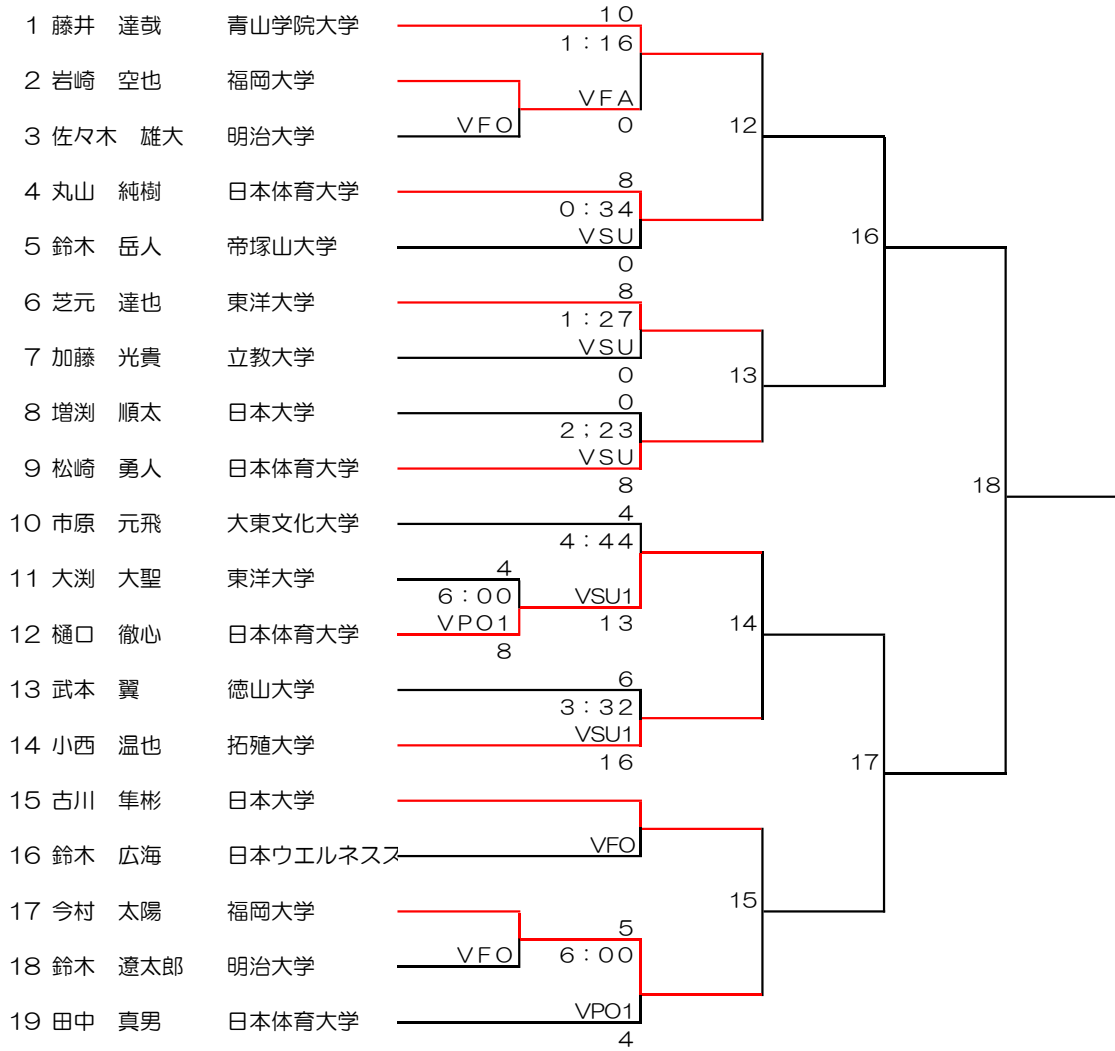 10
1 藤井 達哉 青山学院大学
1：16
2 岩崎 空也 福岡大学
VFA
VFO
0
12
3 佐々木 雄大 明治大学
8
4 丸山 純樹 日本体育大学
0：34
VSU
16
5 鈴木 岳人 帝塚山大学
0
8
6 芝元 達也 東洋大学
1：27
VSU
7 加藤 光貴 立教大学
0
13
0
8 増渕 順太 日本大学
2；23
VSU
9 松崎 勇人 日本体育大学
8
18
4
10 市原 元飛 大東文化大学
4：44
4
11 大渕 大聖 東洋大学
6：00
VSU1
VPO1
13
14
12 樋口 徹心 日本体育大学
8
6
13 武本 翼 徳山大学
3：32
VSU1
14 小西 温也 拓殖大学
16
17
15 古川 隼彬 日本大学
VFO
16 鈴木 広海 日本ウエルネスス
15
17 今村 太陽 福岡大学
5
VFO
6：00
18 鈴木 遼太郎 明治大学
VPO1
19 田中 真男 日本体育大学
4